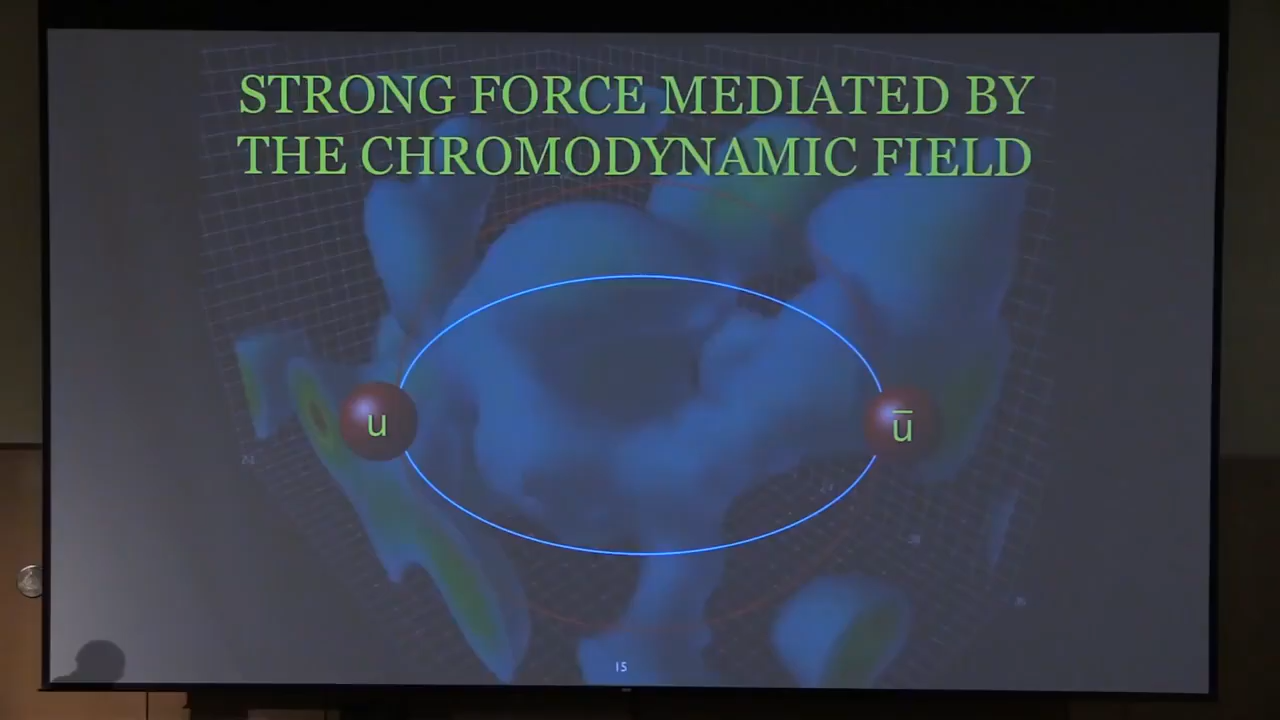 STRONG FORCE MEDIATED BY
THE CHROMODYNAMIC FIELD
u
u̅
15